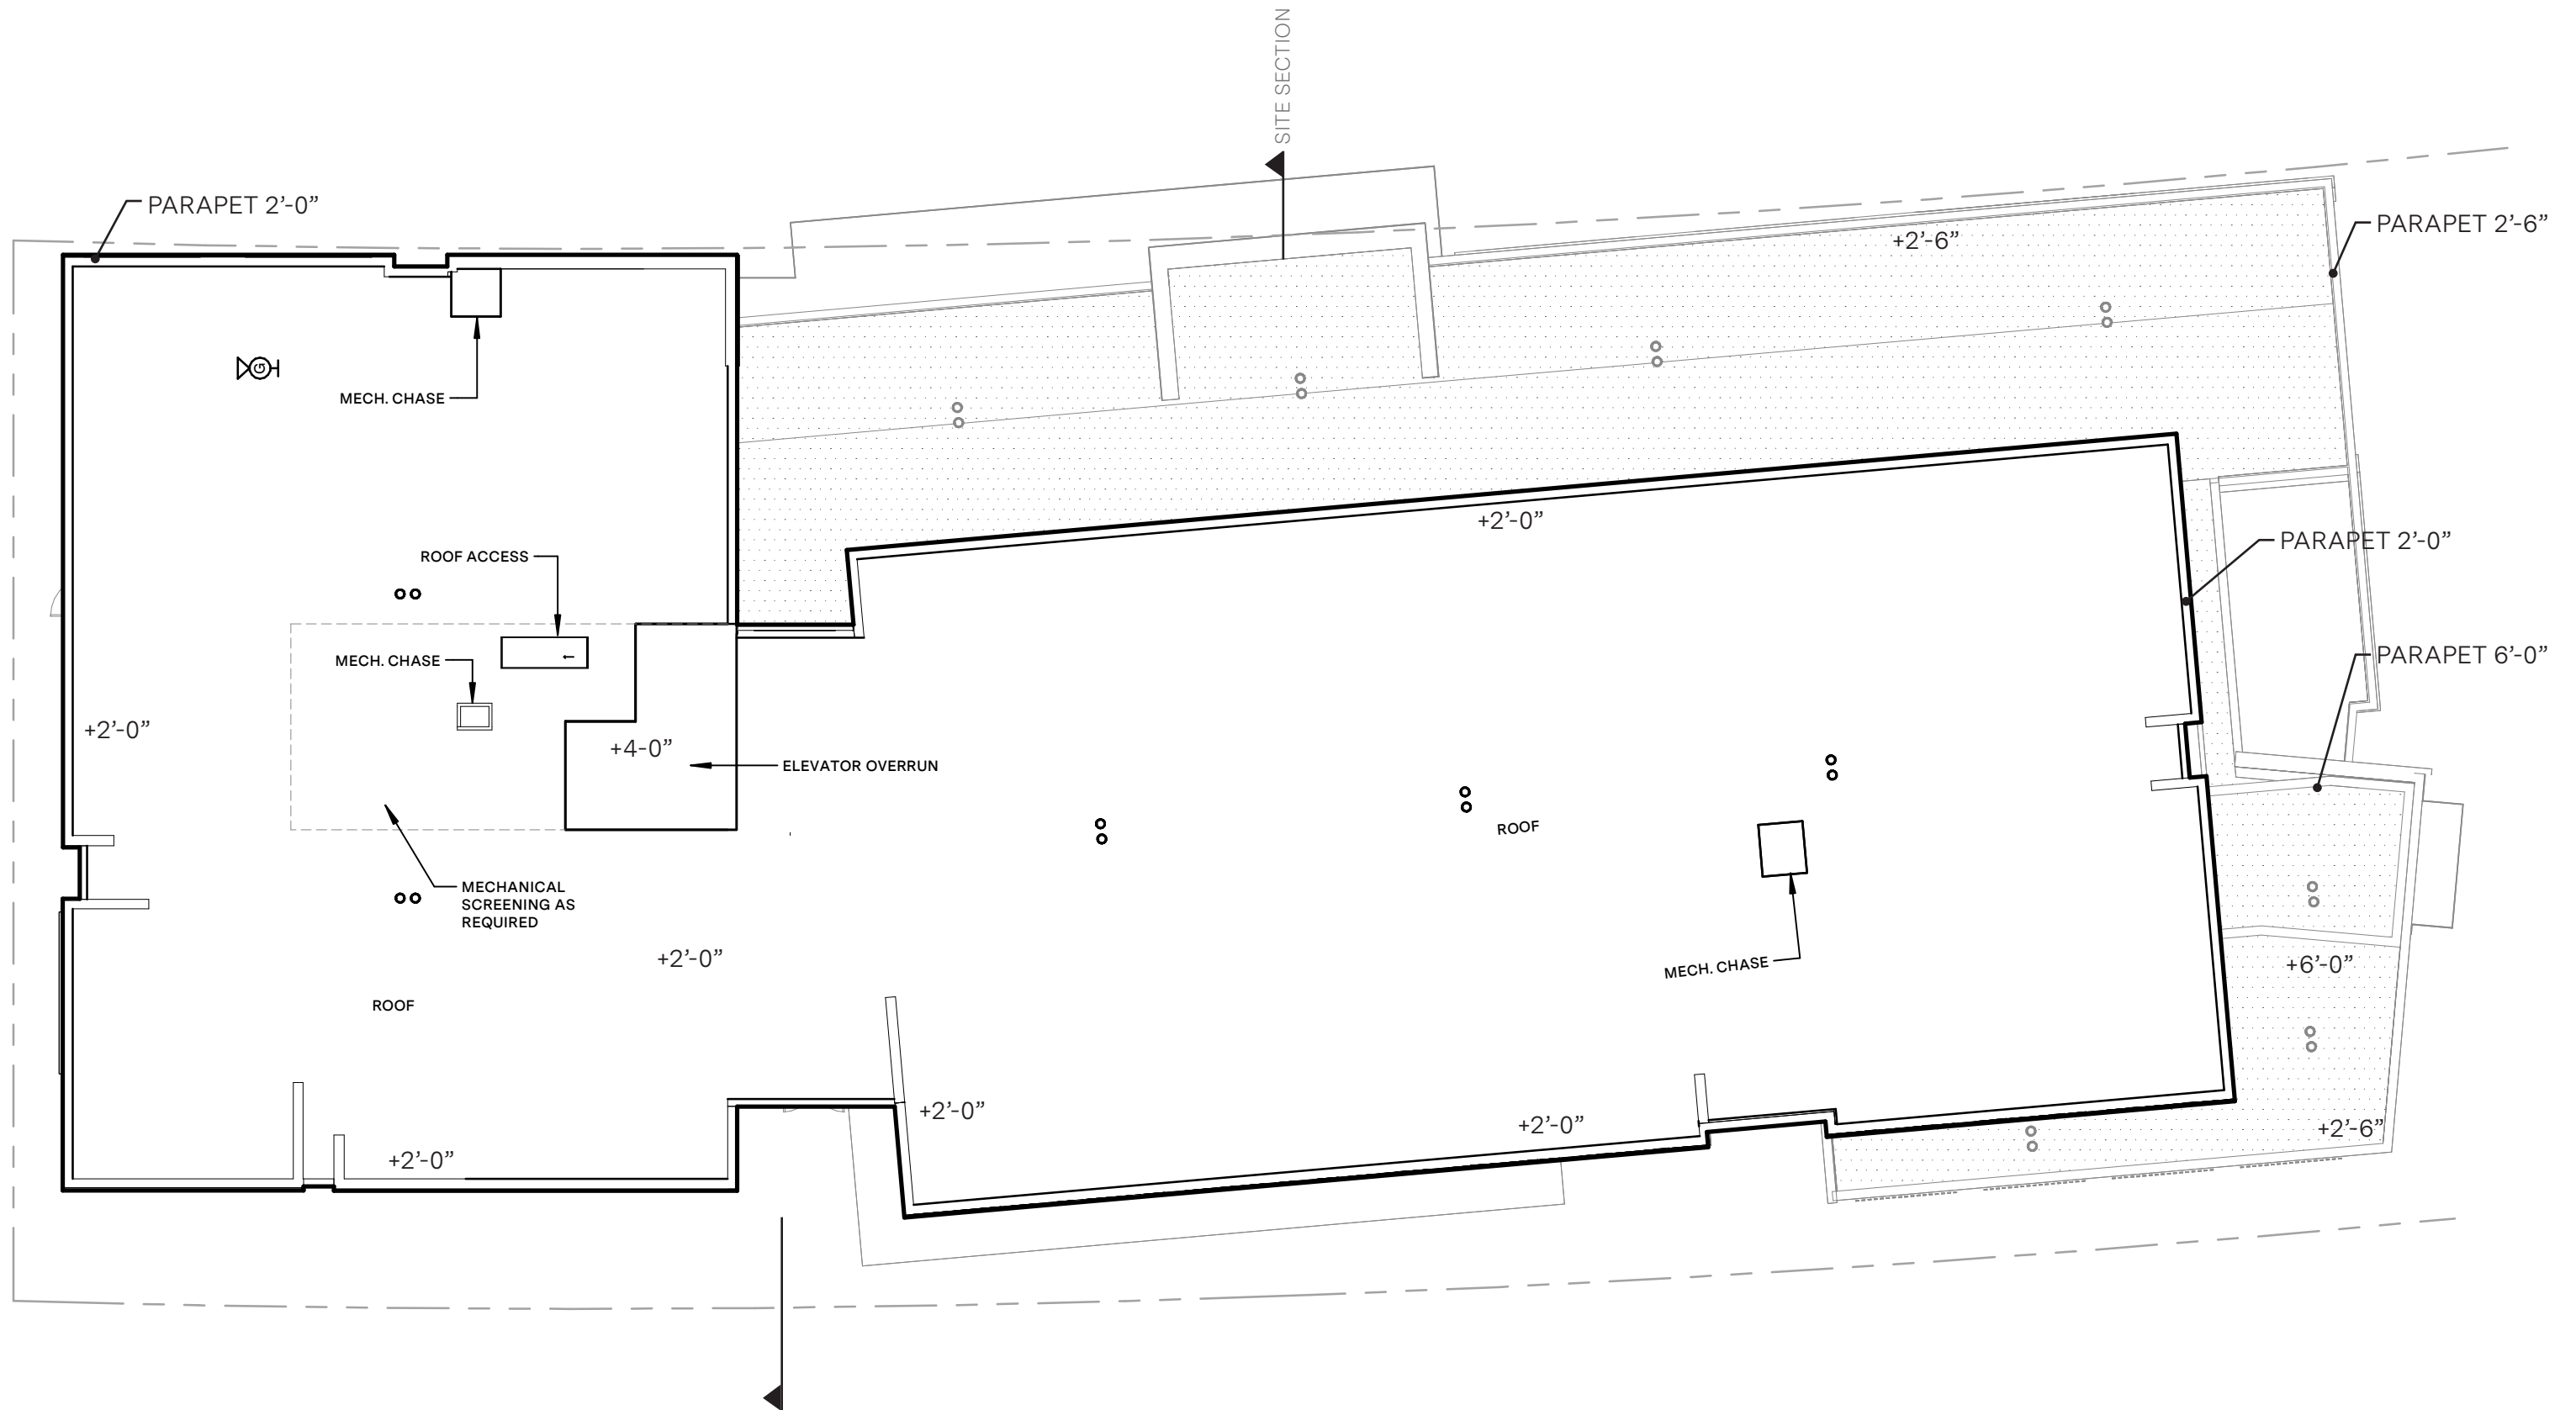 SITE SECTION
PARAPET 2’-0”
PARAPET 2’-6”
+2’-6”
MECH. CHASE
+2’-0”
PARAPET 2’-0”
ROOF ACCESS
MECH. CHASE
PARAPET 6’-0”
+2’-0”
+4-0”
ELEVATOR OVERRUN
ROOF
MECHANICAL
SCREENING AS
REQUIRED
+2’-0”
MECH. CHASE
+6’-0”
ROOF
+2’-0”
+2’-0”
+2’-6”
+2’-0”
G